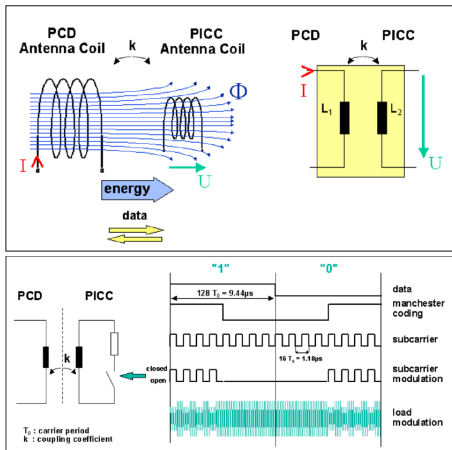 PCD
Antenna Coil
k
PICC
Antenna Coil
Φ
I
U
energy
data
PCD
k
PICC
I
L1
L2
U
"1"
"0"
128 T0 = 9.44µs
data
manchester
coding
subcarrier
16 T0 = 1.18µs
subcarrier
modulation
load
modulation
PCD
PICC
k
closed
open
T0 : carrier period
k : coupling coefficient